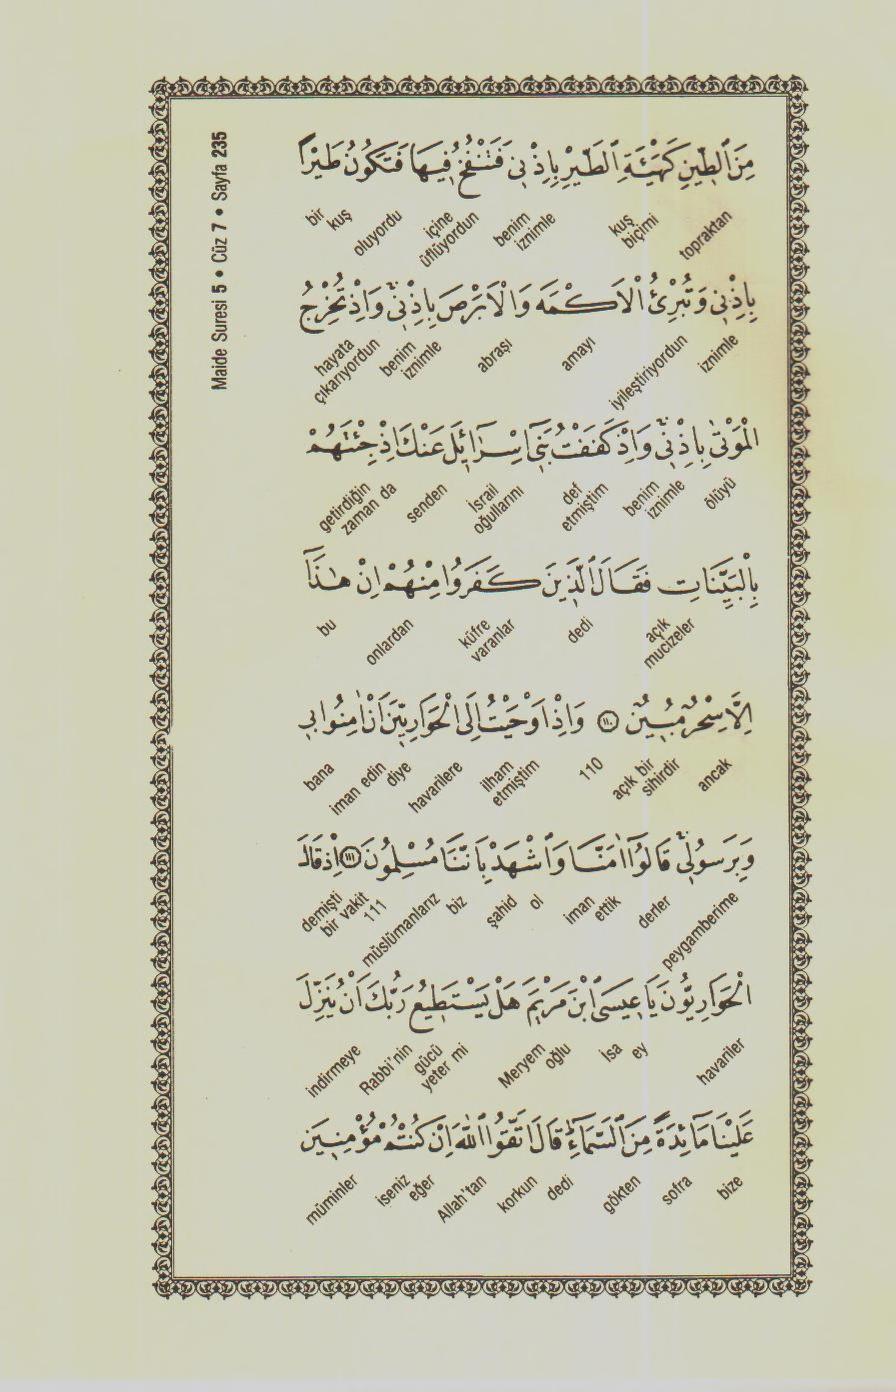 Maide Suresi 5 • Cüz 7 • Sayfa 235
مِنَ الطّ۪ينِ كَهَيْـَٔةِ الطَّيْرِ بِاِذْن۪ي فَتَنْفُخُ ف۪يهَا فَتَكُونُ طَيْرًا
topraktan kuş biçimi benim iznimle içine üflüyordun oluyordu bir kuş
بِاِذْن۪ي وَتُبْرِئُ الْاَكْمَهَ وَالْاَبْرَصَ بِاِذْن۪يۚ وَاِذْ تُخْرِجُ
iznimle iyileştiriyordun amayı abraşı benim iznimle hayata çıkarıyordun
الْمَوْتٰى بِاِذْن۪يۚ وَاِذْ كَفَفْتُ بَن۪ٓي اِسْرَٓائ۪لَ عَنْكَ اِذْ جِئْتَهُمْ
ölüyü benim iznimle def etmiştim İsrail oğullarını senden getirdiğin zaman da
بِالْبَيِّنَاتِ فَقَالَ الَّذ۪ينَ كَفَرُوا مِنْهُمْ اِنْ هٰذَٓا
açık mucizeler dedi küfre varanlar onlardan bu
اِلَّا سِحْرٌ مُب۪ينٌ ﴿١١٠﴾ وَاِذْ اَوْحَيْتُ اِلَى الْحَوَارِيّ۪نَ اَنْ اٰمِنُوا ب۪ي
ancak açık bir sihirdir 110 ilham etmiştim havarilere diye iman edin bana
وَبِرَسُول۪يۚ قَالُٓوا اٰمَنَّا وَاشْهَدْ بِاَنَّنَا مُسْلِمُونَ ﴿١١١﴾ اِذْ قَالَ
peygamberime derler iman ettik ol şahid biz müslümanlarız 111 bir vakit demişti
الْحَوَارِيُّونَ يَا ع۪يسَى ابْنَ مَرْيَمَ هَلْ يَسْتَط۪يعُ رَبُّكَ اَنْ يُنَزِّلَ
havariler ey İsa oğlu Meryem gücü yeter mi Rabbi'nin indirmeye
عَلَيْنَا مَٓائِدَةً مِنَ السَّمَٓاءِۜ قَالَ اتَّقُوا اللّٰهَ اِنْ كُنْتُمْ مُؤْمِن۪ينَ
bize sofra gökten dedi korkun Allah'tan eğer iseniz müminler